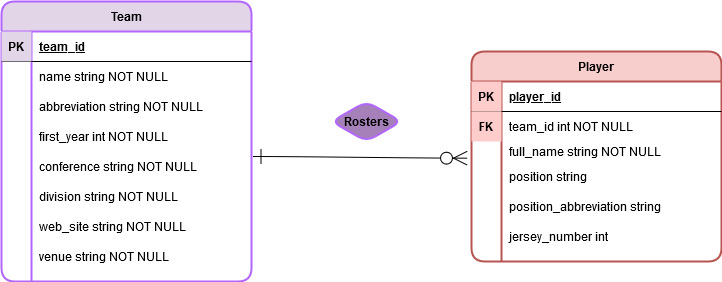 Team
PK team_id
name string NOT NULL
abbreviation string NOT NULL
first_year int NOT NULL
conference string NOT NULL
division string NOT NULL
web_site string NOT NULL
venue string NOT NULL
Rosters
Player
PK player_id
FK team_id int NOT NULL
full_name string NOT NULL
position string
position_abbreviation string
jersey_number int